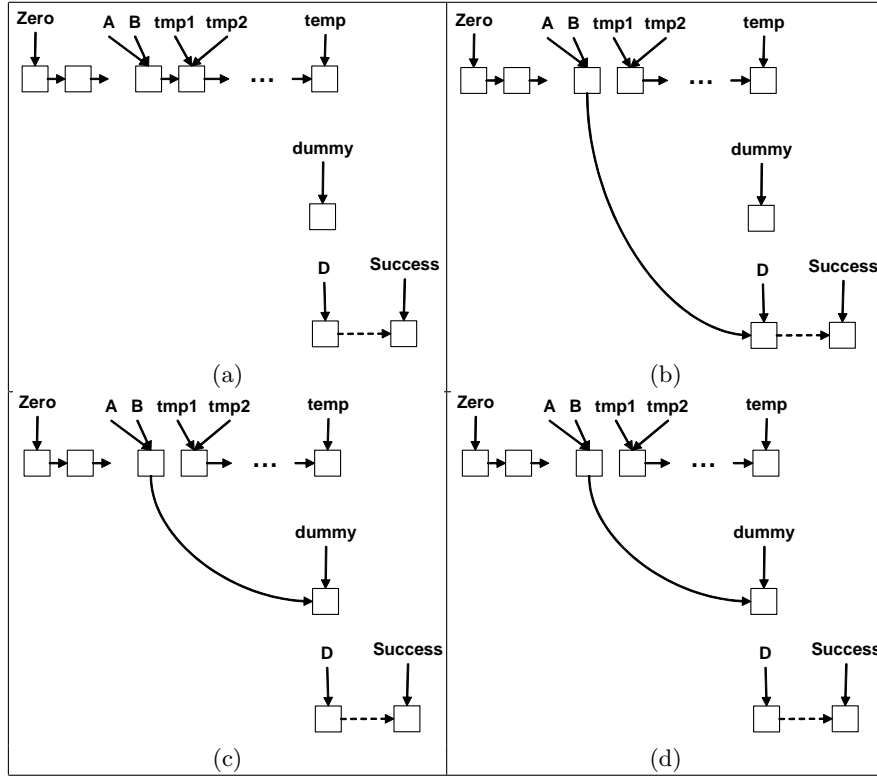 Zero A B tmp1 tmp2 temp
...
dummy
D Success
(a)
Zero A B tmp1 tmp2 temp
...
dummy
D Success
(b)
Zero A B tmp1 tmp2 temp
...
dummy
D Success
(c)
Zero A B tmp1 tmp2 temp
...
dummy
D Success
(d)